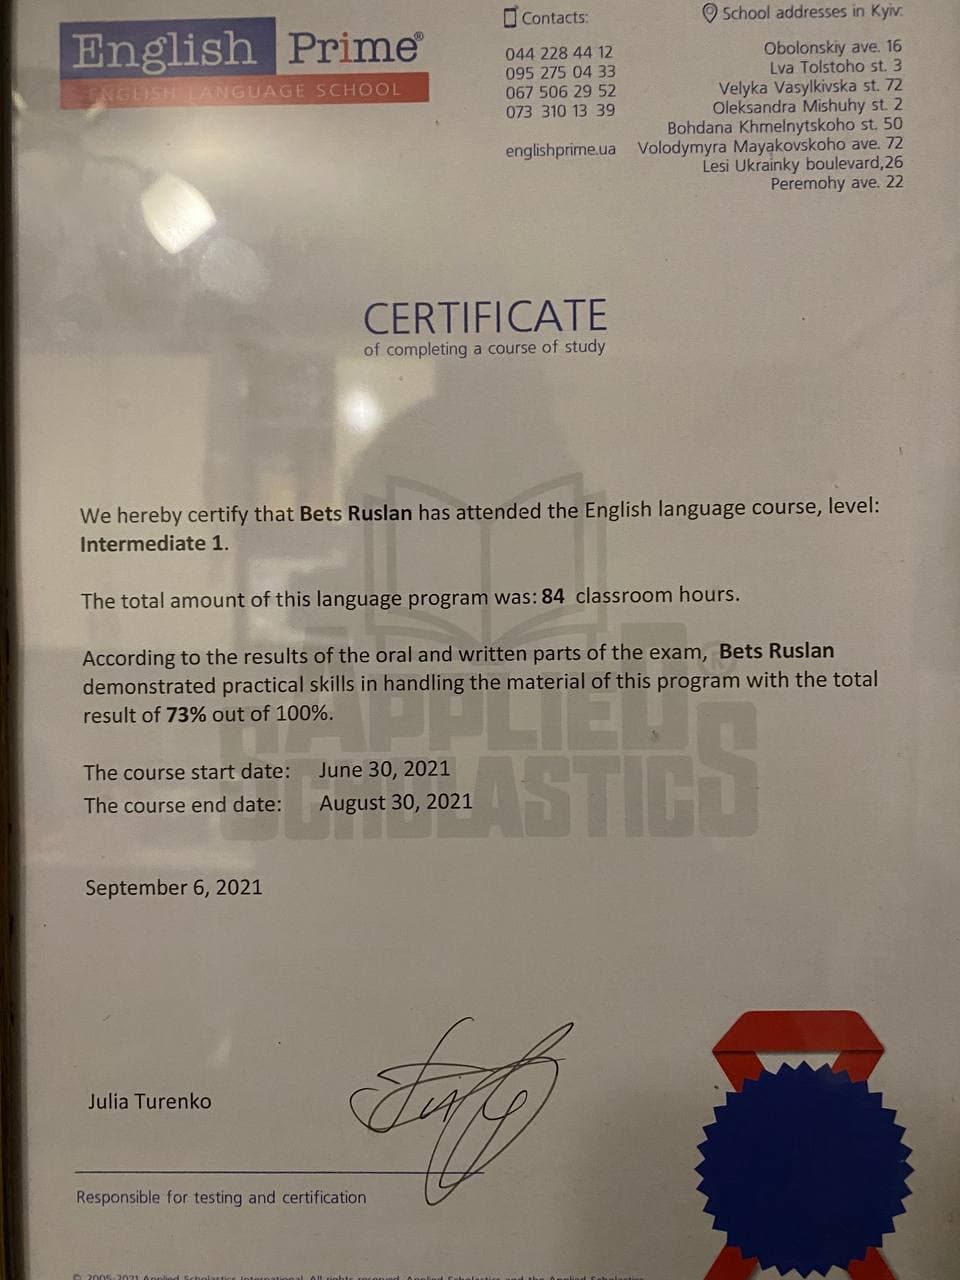 English Prime®
ENGLISH LANGUAGE SCHOOL
Contacts:
044 228 44 12
095 275 04 33
067 506 29 52
073 310 13 39
englishprime.ua
School addresses in Kyiv:
Obolonskiy ave. 16
Lva Tolstoho st. 3
Velyka Vasylkivska st. 72
Oleksandra Mishuhy st. 2
Bohdana Khmelnytskoho st. 50
Volodymyra Mayakovskoho ave. 72
Lesi Ukrainky boulevard,26
Peremohy ave. 22
CERTIFICATE
of completing a course of study
We hereby certify that Bets Ruslan has attended the English language course, level:
Intermediate 1.
The total amount of this language program was: 84 classroom hours.
According to the results of the oral and written parts of the exam, Bets Ruslan
demonstrated practical skills in handling the material of this program with the total
result of 73% out of 100%.
APPLIED
SCHOLASTICS
The course start date: June 30, 2021
The course end date: August 30, 2021
September 6, 2021
Julia Turenko
Responsible for testing and certification
© 2005-2021 Applied Scholastics International. All rights reserved. Applied Scholastics and the Applied Scholastics